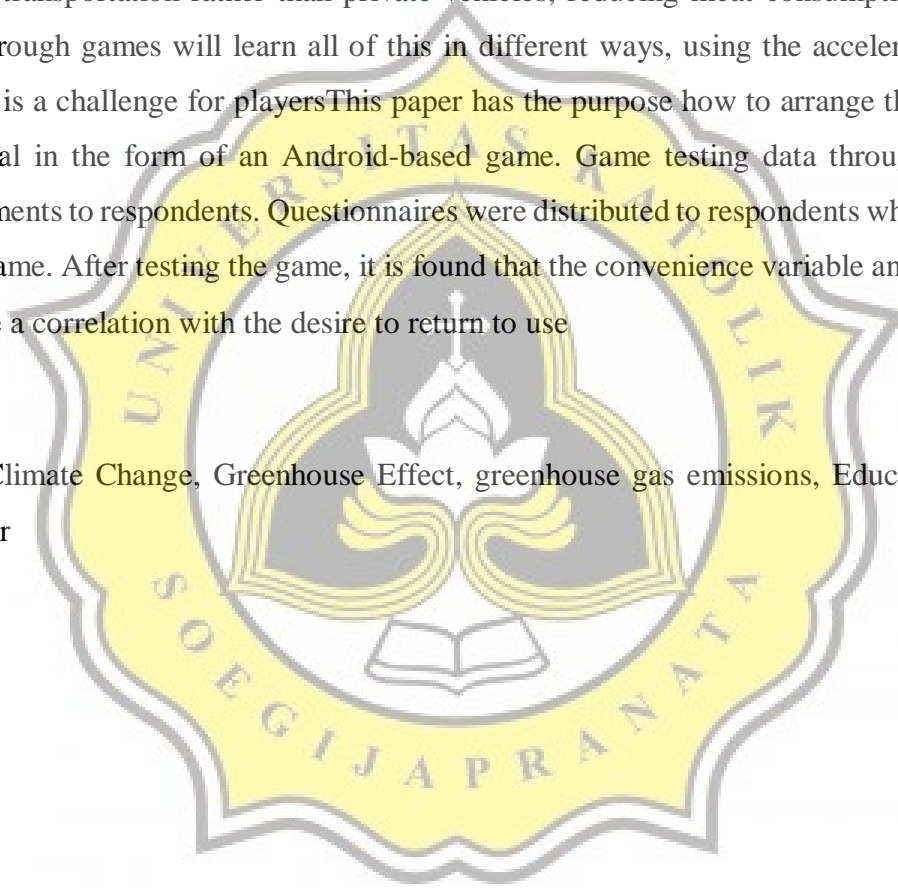 transportation rather than private vehicles, reducing meat consumpti
rough games will learn all of this in different ways, using the acceler
is a challenge for playersThis paper has the purpose how to arrange th
al in the form of an Android-based game. Game testing data throu
ments to respondents. Questionnaires were distributed to respondents wh
ame. After testing the game, it is found that the convenience variable an
a correlation with the desire to return to use
Climate Change, Greenhouse Effect, greenhouse gas emissions, Educ
r
UNIVERSITAS KATOLIK
SOEGIJAPRANATA